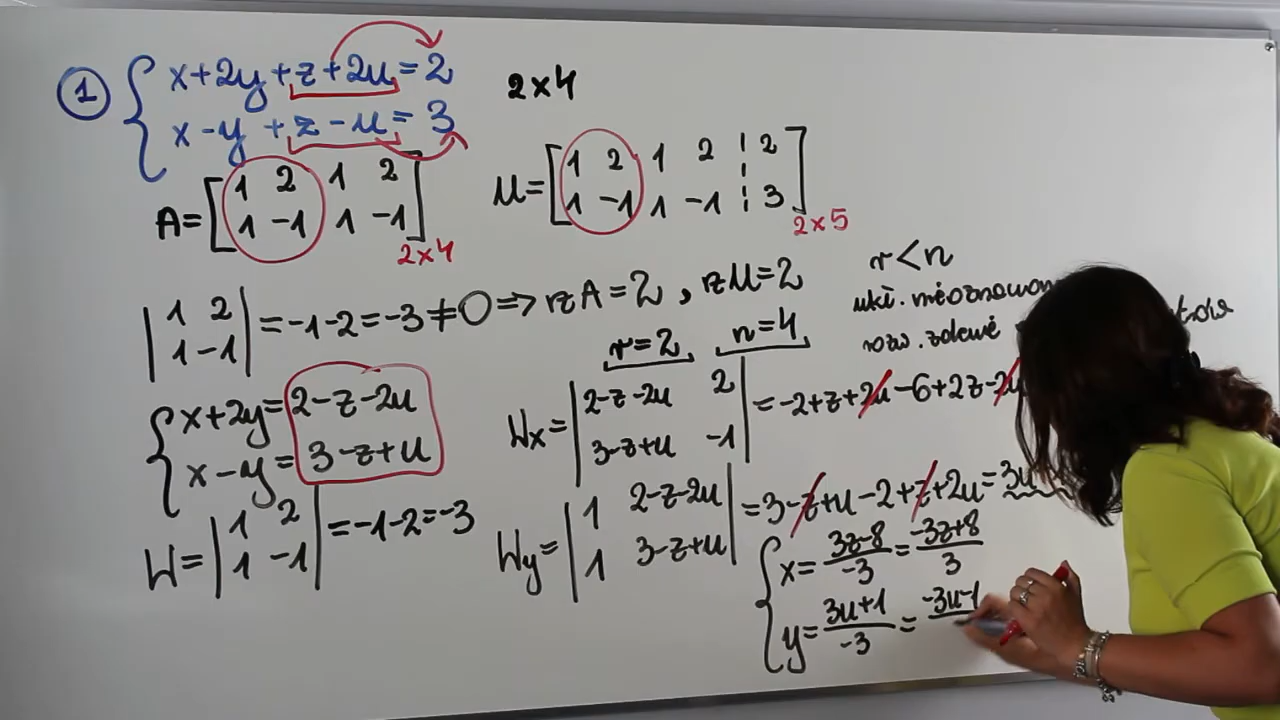 1
x+2y+z+2u=2
x-y+z-u=3
2×4
A=[1 2 1 2
1 -1 1 -1] 2×4
U=[1 2 1 2 ¦ 2
1 -1 1 -1 ¦ 3] 2×5
|1 2
1 -1| =-1-2=-3≠0⇒rzA=2, rzU=2
r=2 n=4
r<n
ukł. nieoznaczon
rozw. zależne
{x+2y=2-z-2u
x-y=3-z+u
W=|1 2
1 -1| =-1-2=-3
Wx=|2-z-2u 2
3-z+u -1| =-2+z+2u-6+2z-2u
Wy=|1 2-z-2u
1 3-z+u| =3-z+u-2+z+2u=3u
{x=3z-8/-3=-3z+8/3
y=3u+1/-3=-3u-1